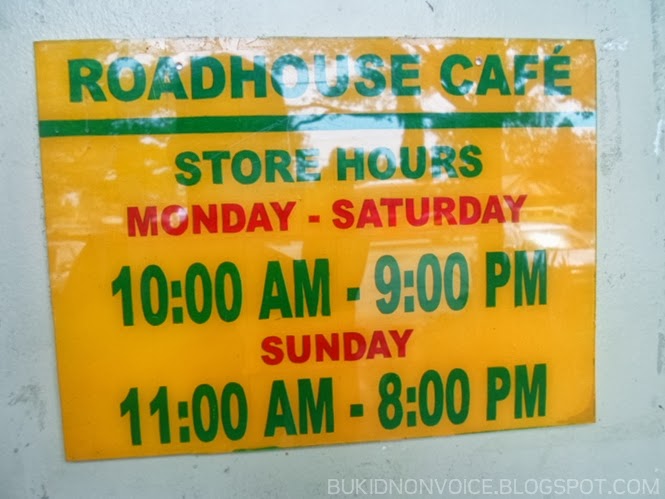 ROADHOUSE CAFÉ
STORE HOURS
MONDAY - SATURDAY
10:00 AM - 9:00 PM
SUNDAY
11:00 AM - 8:00 PM
BUKIDNONVOICE.BLOGSPOT.COM